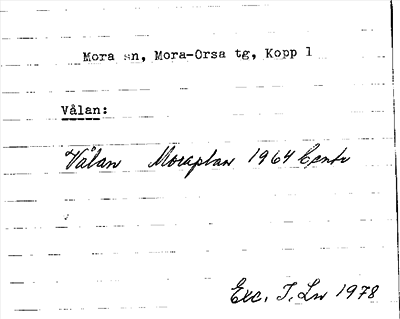 Mora sn, Mora-Orsa tg, Kopp 1
Vålan:
Vålan Moraplan 1964 Centr
Exc. T. Lw 1978